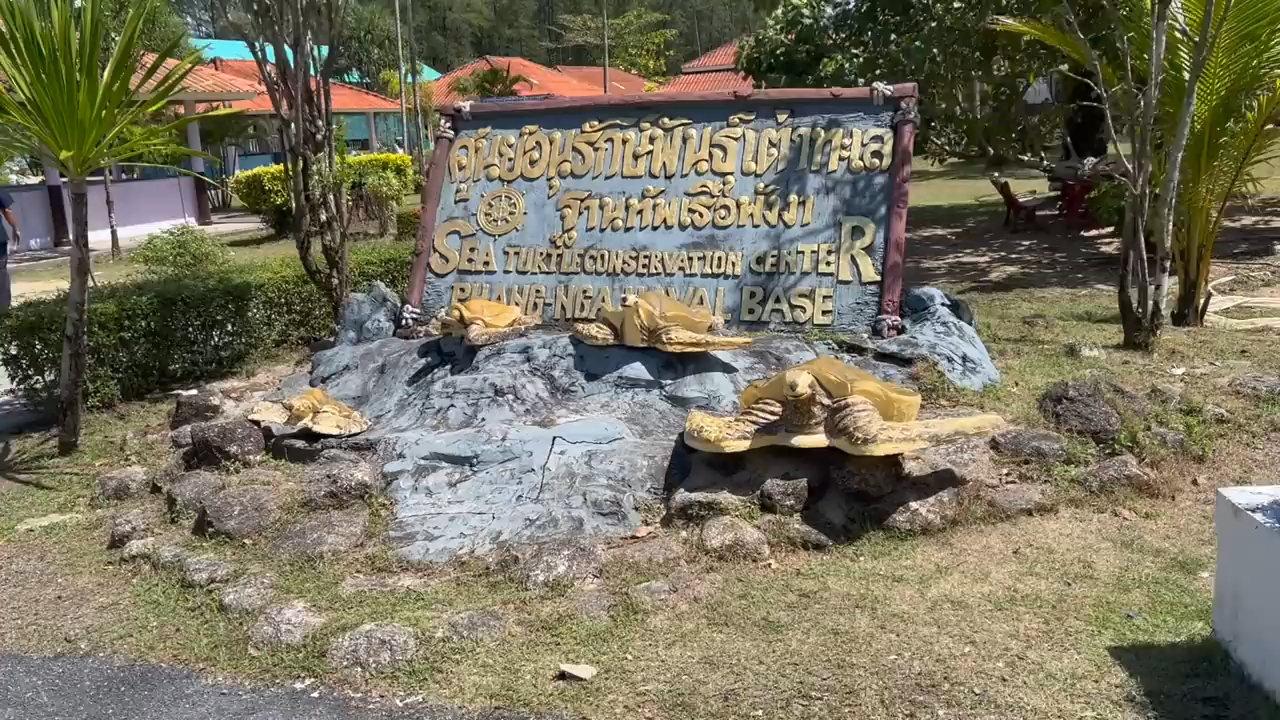 ศูนย์อนุรักษ์พันธุ์เต่าทะเล
ฐานทัพเรือพังงา
SEA TURTLE CONSERVATION CENTER
PHANG-NGA NAVAL BASE